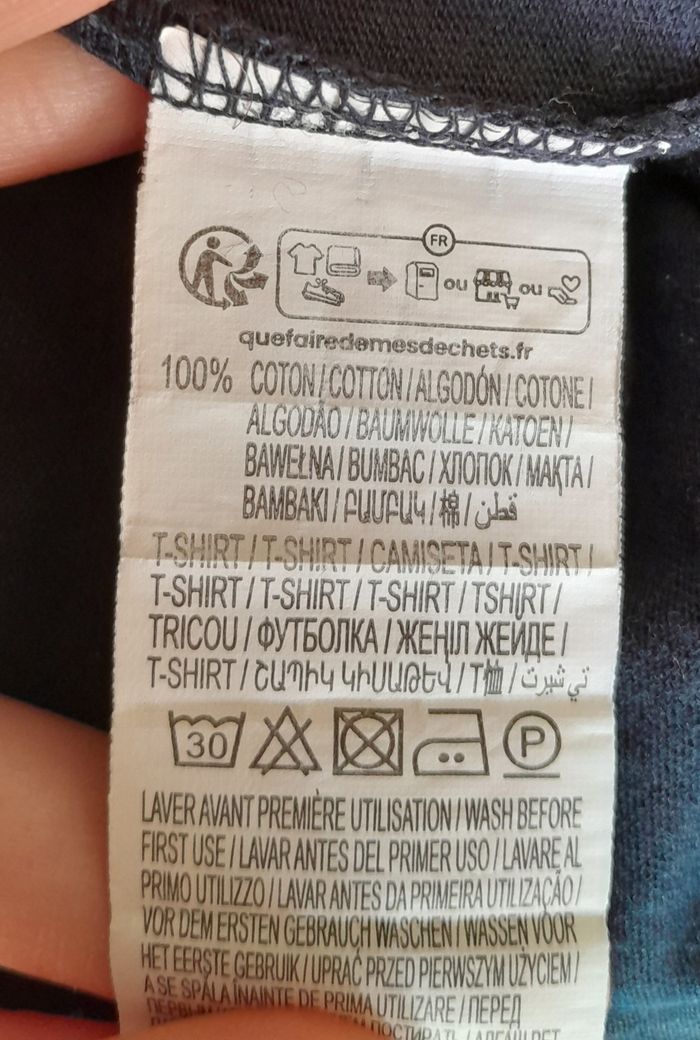 FR
ou ou
quefairedemesdechets.fr
100% COTON / COTTON / ALGODÓN / COTONE /
ALGODÃO / BAUMWOLLE / KATOEN /
BAWEŁNA / BUMBAC / ХЛОПОК / МАҚТА /
BAMBAKI / ԲԱՄԲԱԿ / 棉 / قطن
T-SHIRT / T-SHIRT / CAMISETA / T-SHIRT /
T-SHIRT / T-SHIRT / T-SHIRT / TSHIRT /
TRICOU / ФУТБОЛКА / ЖЕҢІЛ ЖЕЙДЕ /
T-SHIRT / ՇԱՊԻԿ ԿԻՍԱԹԵՎ / T恤 / تي شيرت
30 P
LAVER AVANT PREMIÈRE UTILISATION / WASH BEFORE
FIRST USE / LAVAR ANTES DEL PRIMER USO / LAVARE AL
PRIMO UTILIZZO / LAVAR ANTES DA PRIMEIRA UTILIZAÇÃO /
VOR DEM ERSTEN GEBRAUCH WASCHEN / WASSEN VOOR
HET EERSTE GEBRUIK / UPRAĆ PRZED PIERWSZYM UŻYCIEM /
A SE SPĂLA ÎNAINTE DE PRIMA UTILIZARE / ПЕРЕД